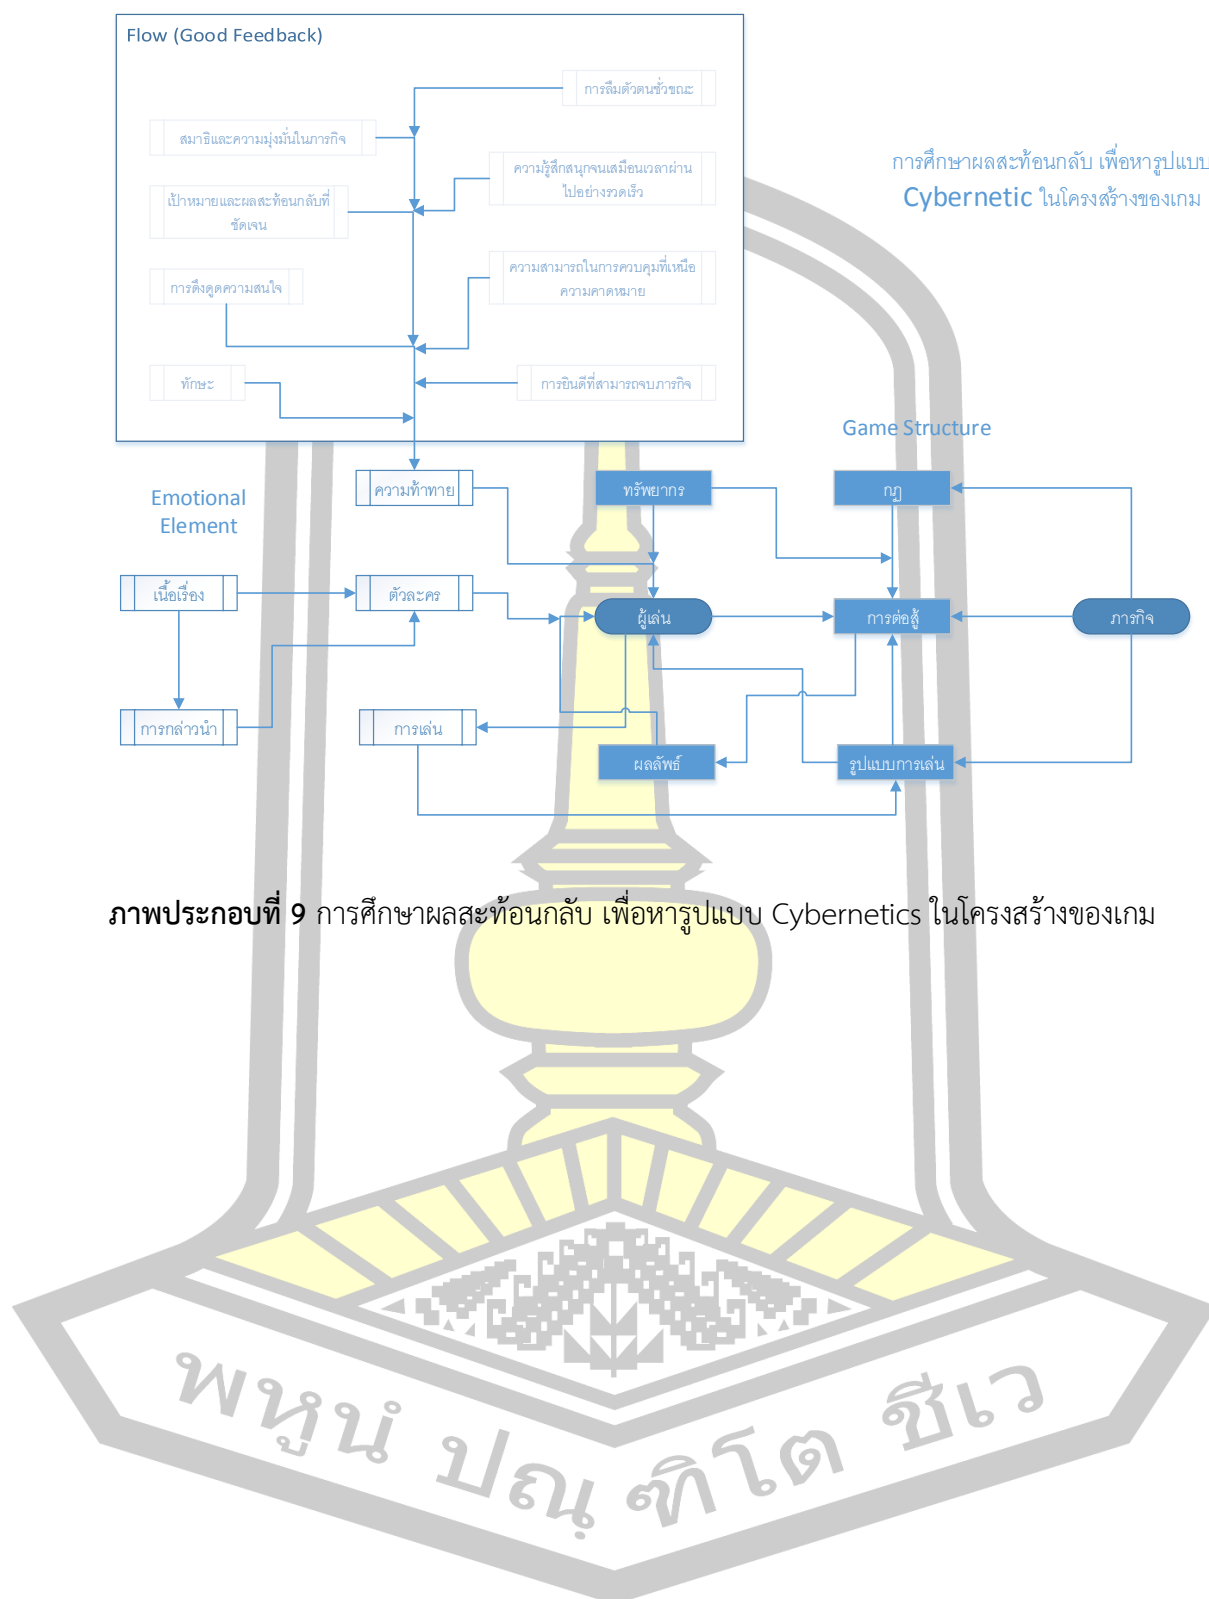 Flow (Good Feedback)
การลืมตัวตนชั่วขณะ
สมาธิและความมุ่งมั่นในภารกิจ
ความรู้สึกสนุกจนเสมือนเวลาผ่าน
ไปอย่างรวดเร็ว
เป้าหมายและผลสะท้อนกลับที่
ชัดเจน
ความสามารถในการควบคุมที่เหนือ
ความคาดหมาย
การดึงดูดความสนใจ
ทักษะ
การยินดีที่สามารถจบภารกิจ
การศึกษาผลสะท้อนกลับ เพื่อหารูปแบบ
Cybernetic ในโครงสร้างของเกม
Game Structure
Emotional
Element
ความท้าทาย
ทรัพยากร
กฎ
เนื้อเรื่อง
ตัวละคร
ผู้เล่น
การต่อสู้
ภารกิจ
การกล่าวนำ
การเล่น
ผลลัพธ์
รูปแบบการเล่น
ภาพประกอบที่ 9 การศึกษาผลสะท้อนกลับ เพื่อหารูปแบบ Cybernetics ในโครงสร้างของเกม
พหูนํ ปณฺ ฑิโต ชีเว